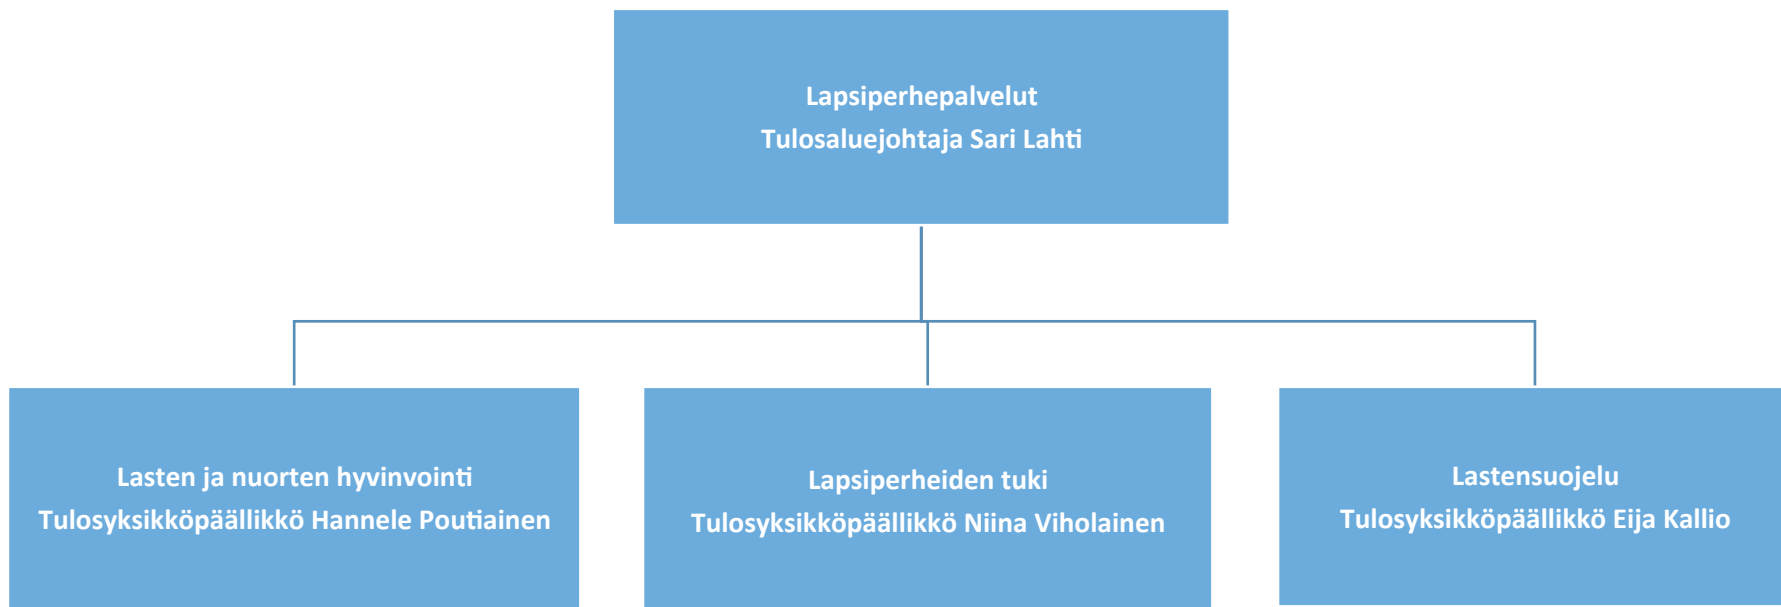 Lapsiperhepalvelut
Tulosaluejohtaja Sari Lahti
Lasten ja nuorten hyvinvointi
Tulosyksikköpäällikkö Hannele Poutiainen
Lapsiperheiden tuki
Tulosyksikköpäällikkö Niina Viholainen
Lastensuojelu
Tulosyksikköpäällikkö Eija Kallio